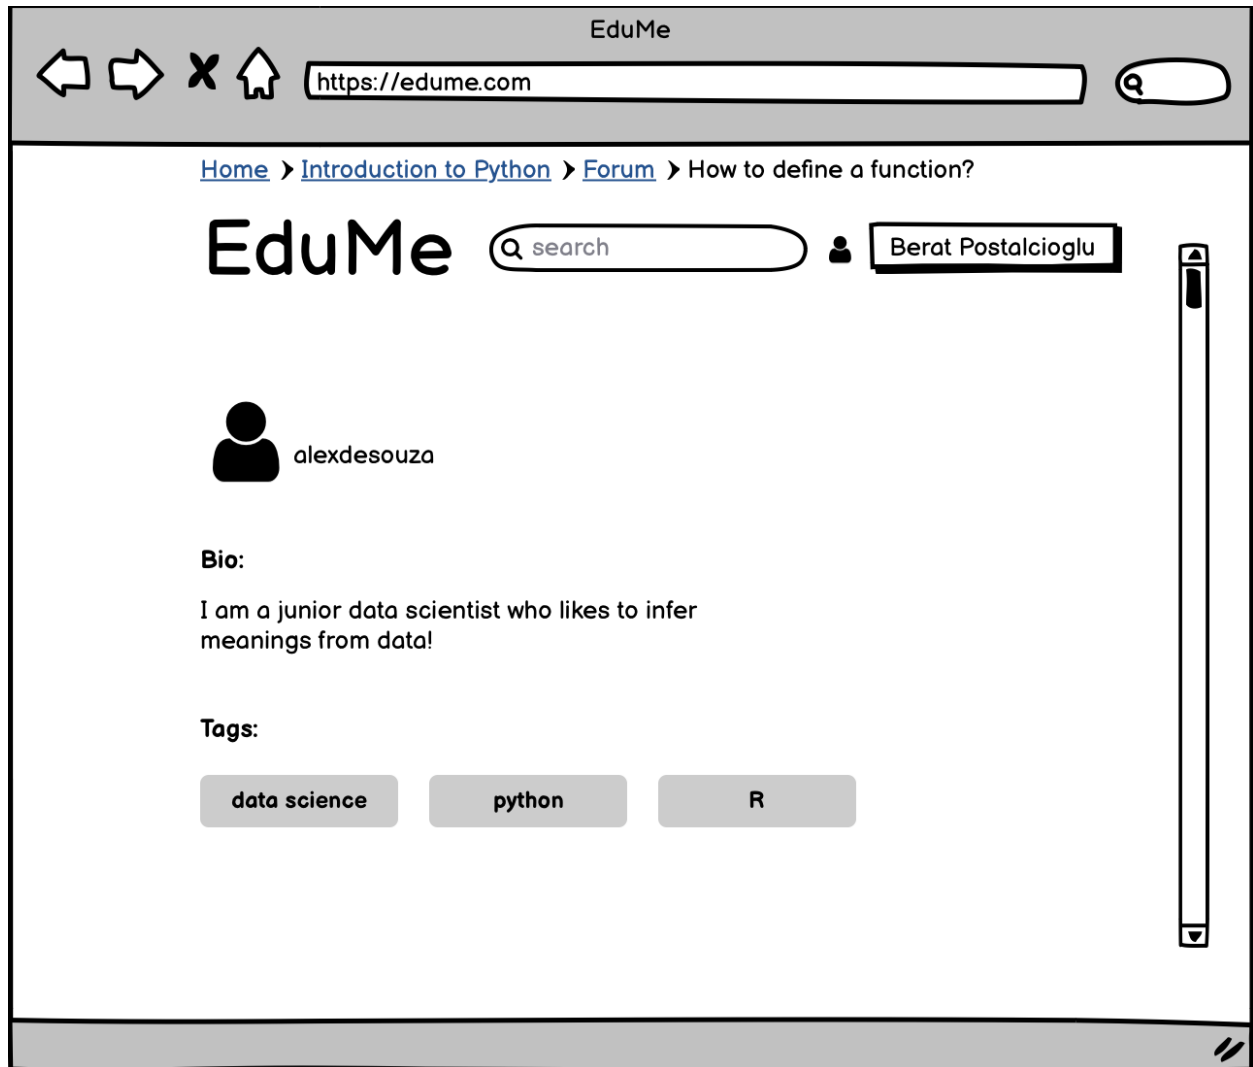 EduMe
https://edume.com
Home > Introduction to Python > Forum > How to define a function?
EduMe search Berat Postalcioglu
alexdesouza
Bio:
I am a junior data scientist who likes to infer
meanings from data!
Tags:
data science python R